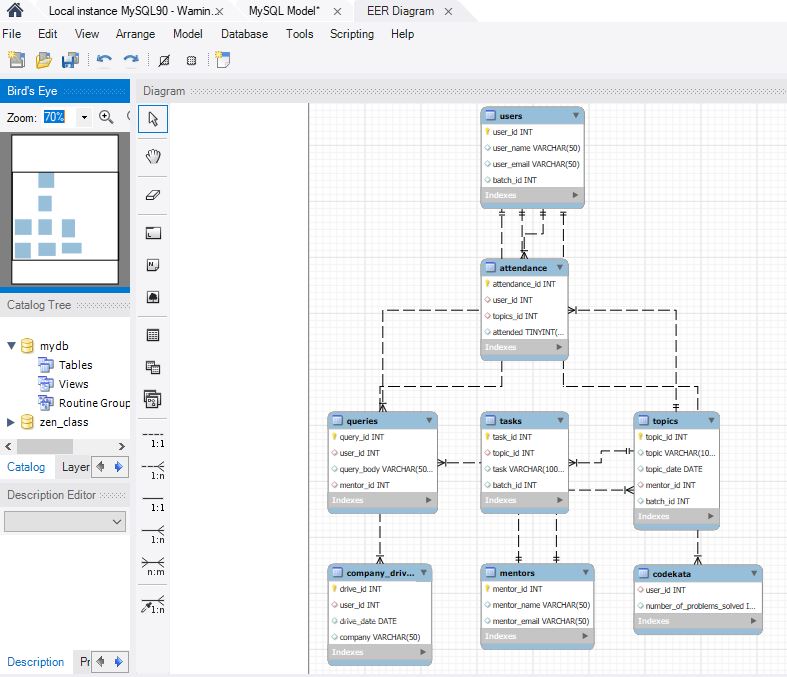 Local instance MySQL90 - Warnin...
MySQL Model*
EER Diagram
File Edit View Arrange Model Database Tools Scripting Help
Bird's Eye
Zoom: 70%
Catalog Tree
mydb
Tables
Views
Routine Group
zen_class
Catalog Layer
Description Editor
Description Pr
Diagram
1:1
1:n
1:1
1:n
n:m
1:n
users
user_id INT
user_name VARCHAR(50)
user_email VARCHAR(50)
batch_id INT
Indexes
attendance
attendance_id INT
user_id INT
topics_id INT
attended TINYINT(...
Indexes
queries
query_id INT
user_id INT
query_body VARCHAR(50...
mentor_id INT
Indexes
tasks
task_id INT
topic_id INT
task VARCHAR(100...
batch_id INT
Indexes
topics
topic_id INT
topic VARCHAR(10...
topic_date DATE
mentor_id INT
batch_id INT
Indexes
company_driv...
drive_id INT
user_id INT
drive_date DATE
company VARCHAR(50)
Indexes
mentors
mentor_id INT
mentor_name VARCHAR(50)
mentor_email VARCHAR(50)
Indexes
codekata
user_id INT
number_of_problems_solved I...
Indexes